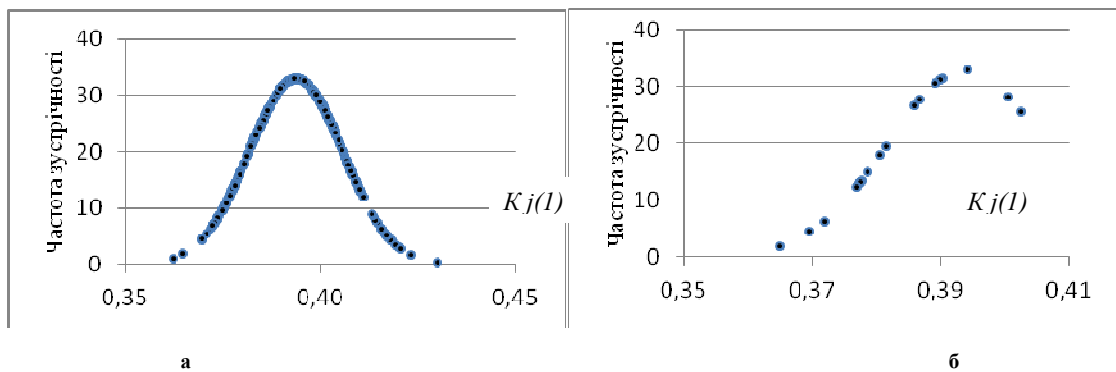 Частота зустрічності
40
30
20
10
0
0,35
0,40
0,45
К j(1)
а
Частота зустрічності
40
30
20
10
0
0,35
0,37
0,39
0,41
К j(1)
б